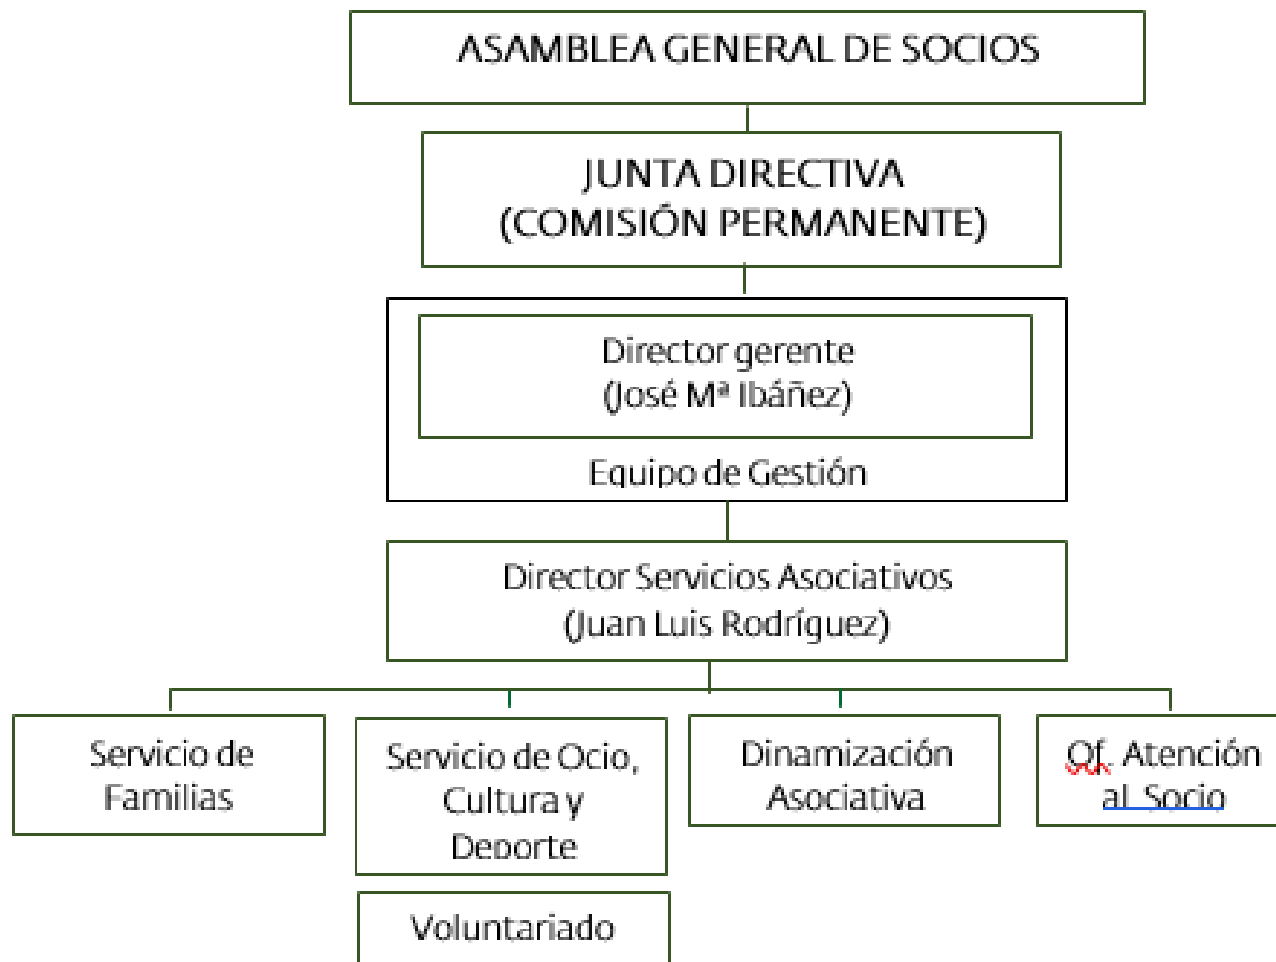 ASAMBLEA GENERAL DE SOCIOS
JUNTA DIRECTIVA
(COMISIÓN PERMANENTE)
Director gerente
(José Mª Ibáñez)
Equipo de Gestión
Director Servicios Asociativos
(Juan Luis Rodríguez)
Servicio de
Familias
Servicio de Ocio,
Cultura y
Deporte
Dinamización
Asociativa
Of. Atención
al Socio
Voluntariado